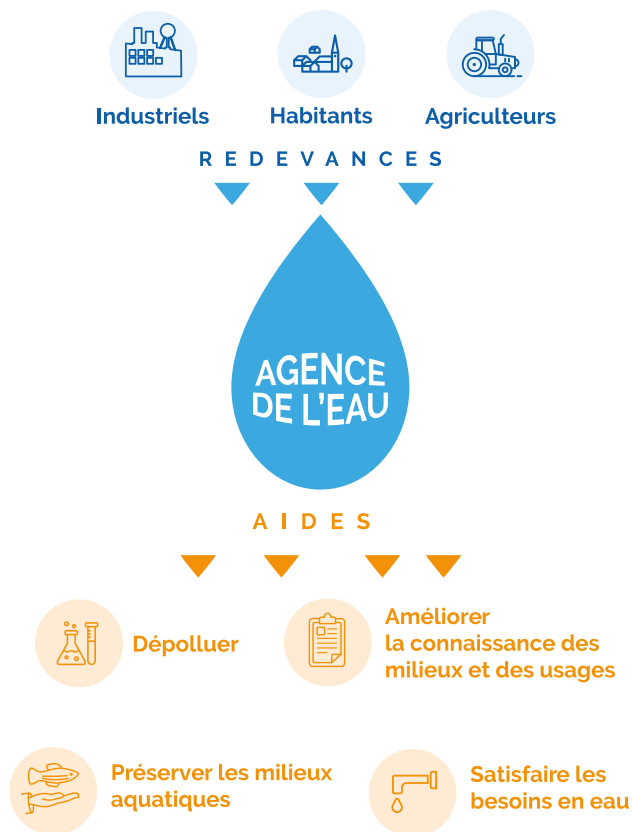 Industriels
Habitants
Agriculteurs
REDEVANCES
AGENCE
DE L'EAU
AIDES
Dépolluer
Améliorer
la connaissance des
milieux et des usages
Préserver les milieux
aquatiques
Satisfaire les
besoins en eau